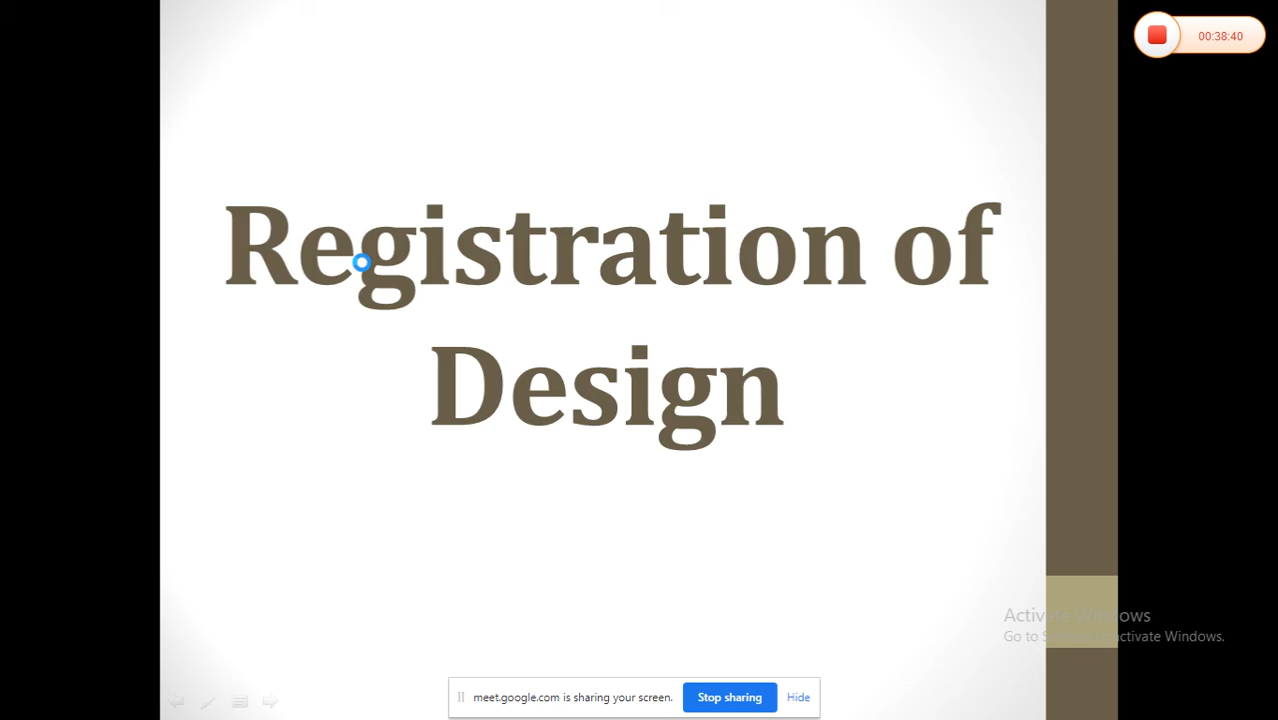 00:38:40
Registration of
Design
Activate Windows
Go to Settings to activate Windows.
meet.google.com is sharing your screen. Stop sharing Hide